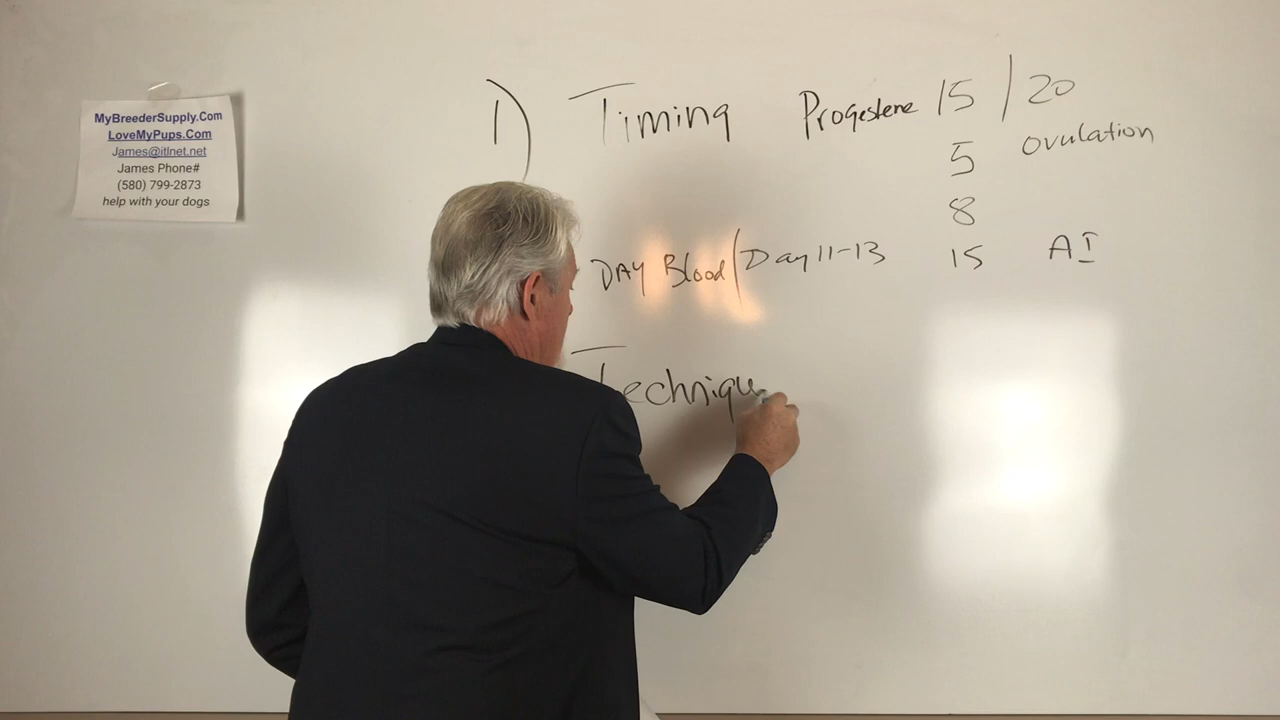 MyBreederSupply.Com
LoveMyPups.Com
James@itlnet.net
James Phone#
(580) 799-2873
help with your dogs
1) Timing Progesterne 15 / 20
5 ovulation
8
DAY Blood / Day 11-13 15 AI
Techniqu